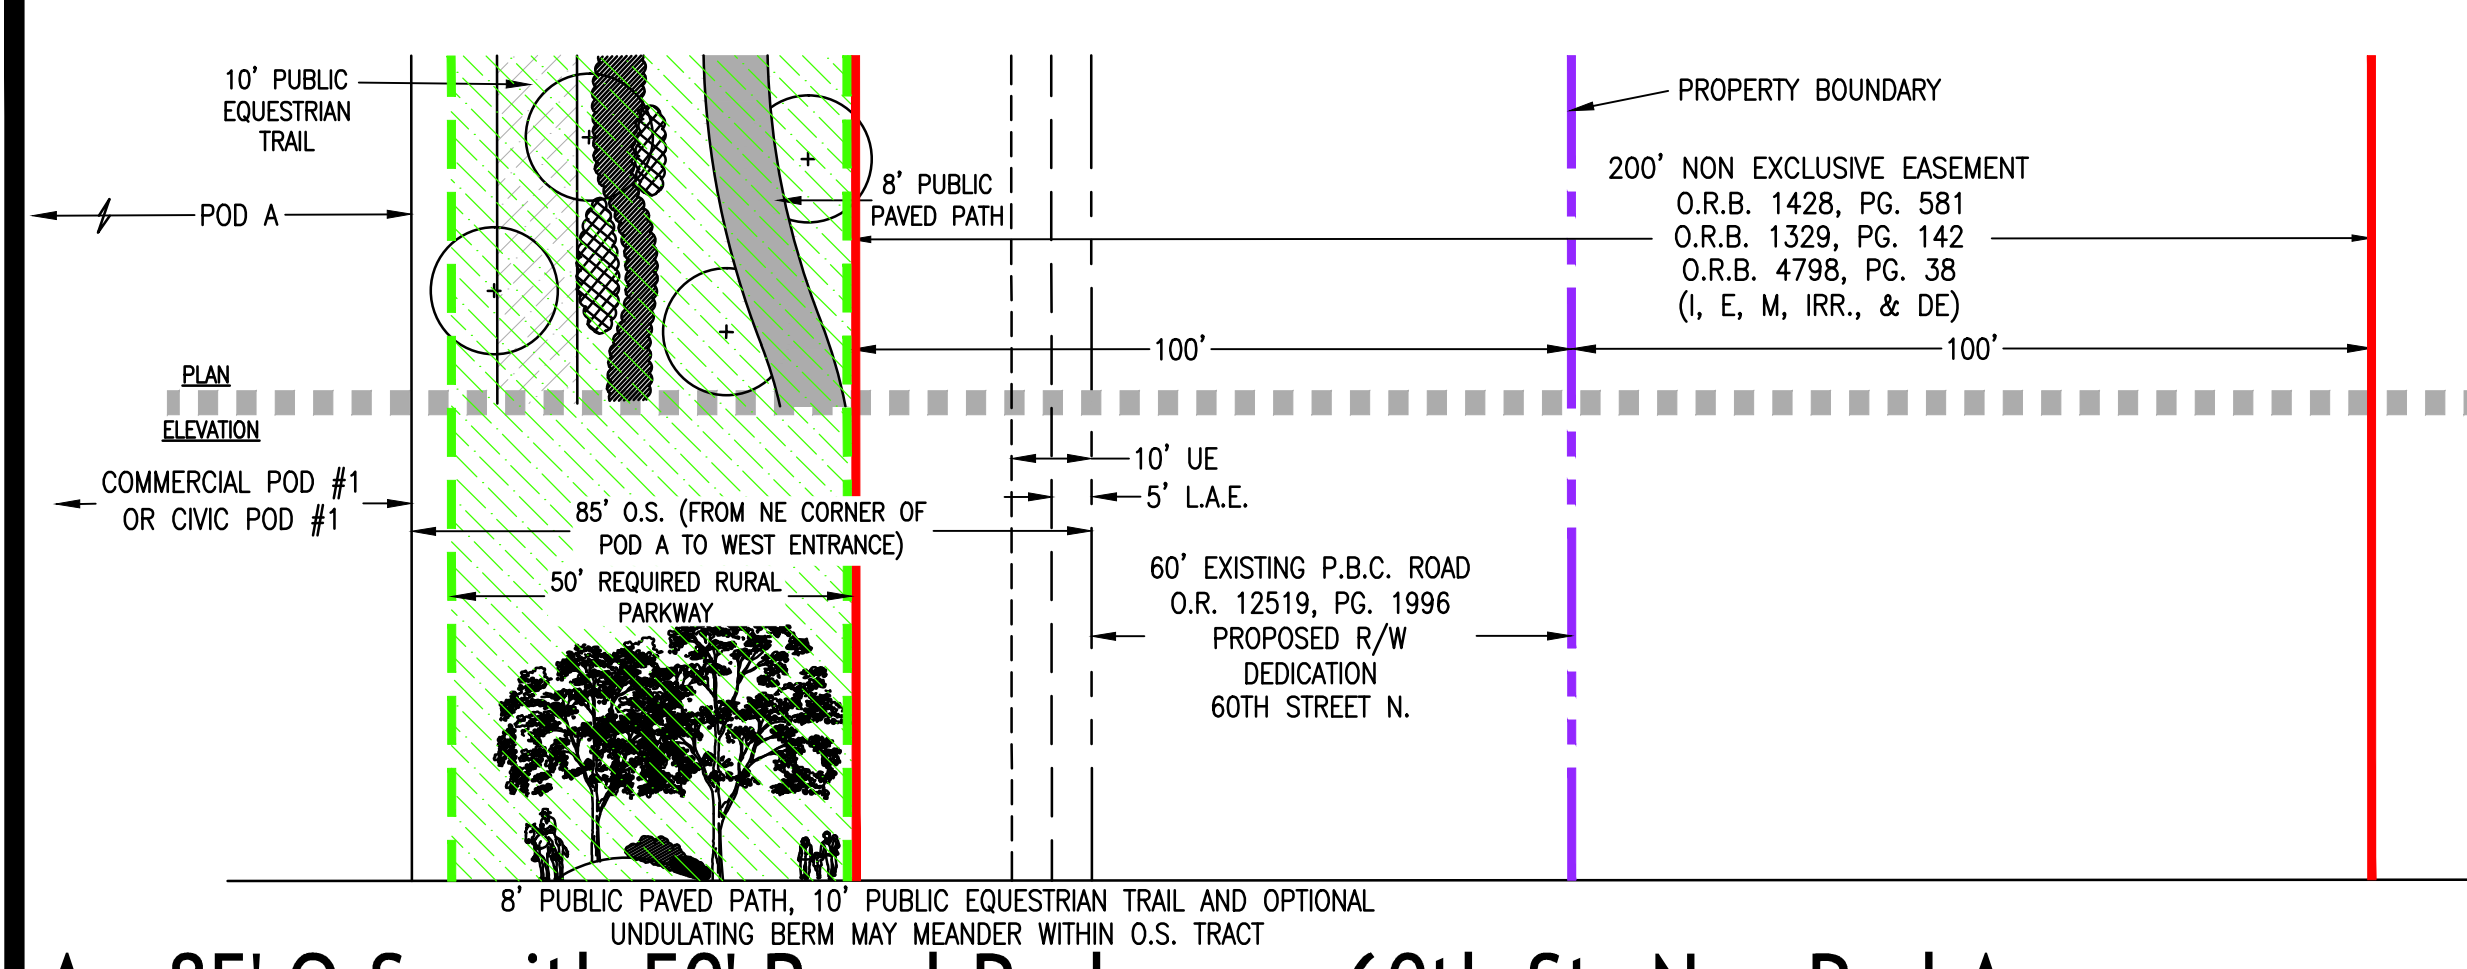 10' PUBLIC
EQUESTRIAN
TRAIL
POD A
8' PUBLIC
PAVED PATH
PROPERTY BOUNDARY
200' NON EXCLUSIVE EASEMENT
O.R.B. 1428, PG. 581
O.R.B. 1329, PG. 142
O.R.B. 4798, PG. 38
(I, E, M, IRR., & DE)
100'
100'
PLAN
ELEVATION
COMMERCIAL POD #1
OR CIVIC POD #1
10' UE
5' L.A.E.
85' O.S. (FROM NE CORNER OF
POD A TO WEST ENTRANCE)
50' REQUIRED RURAL
PARKWAY
60' EXISTING P.B.C. ROAD
O.R. 12519, PG. 1996
PROPOSED R/W
DEDICATION
60TH STREET N.
8' PUBLIC PAVED PATH, 10' PUBLIC EQUESTRIAN TRAIL AND OPTIONAL
UNDULATING BERM MAY MEANDER WITHIN O.S. TRACT